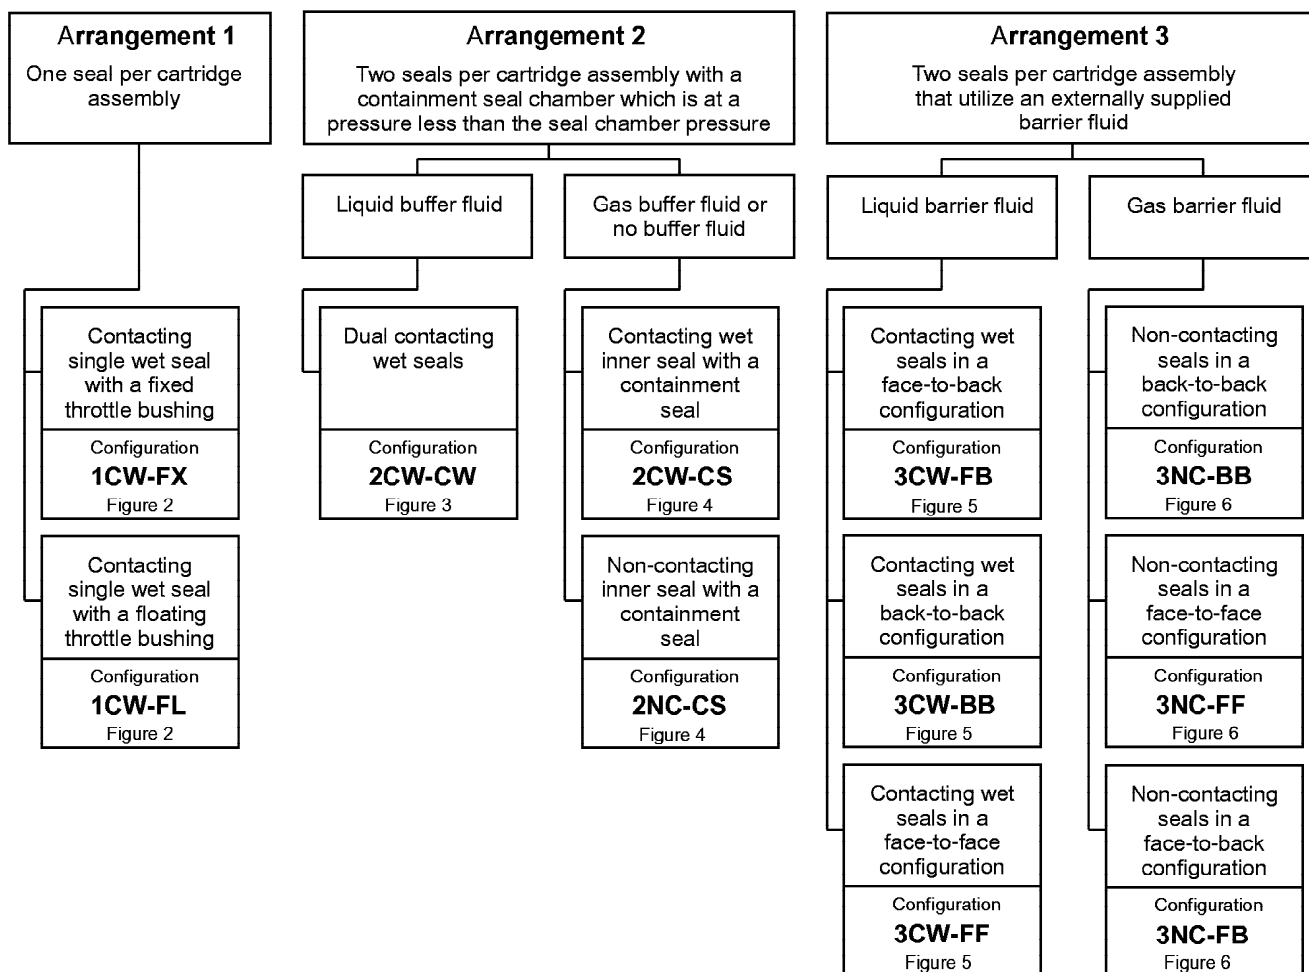 Arrangement 1
One seal per cartridge
assembly
Arrangement 2
Two seals per cartridge assembly with a
containment seal chamber which is at a
pressure less than the seal chamber pressure
Arrangement 3
Two seals per cartridge assembly
that utilize an externally supplied
barrier fluid
Liquid buffer fluid
Gas buffer fluid or
no buffer fluid
Liquid barrier fluid
Gas barrier fluid
Contacting
single wet seal
with a fixed
throttle bushing
Configuration
1CW-FX
Figure 2
Dual contacting
wet seals
Configuration
2CW-CW
Figure 3
Contacting wet
inner seal with a
containment
seal
Configuration
2CW-CS
Figure 4
Contacting wet
seals in a
face-to-back
configuration
Configuration
3CW-FB
Figure 5
Non-contacting
seals in a
back-to-back
configuration
Configuration
3NC-BB
Figure 6
Contacting
single wet seal
with a floating
throttle bushing
Configuration
1CW-FL
Figure 2
Non-contacting
inner seal with a
containment
seal
Configuration
2NC-CS
Figure 4
Contacting wet
seals in a
back-to-back
configuration
Configuration
3CW-BB
Figure 5
Non-contacting
seals in a
face-to-face
configuration
Configuration
3NC-FF
Figure 6
Contacting wet
seals in a
face-to-face
configuration
Configuration
3CW-FF
Figure 5
Non-contacting
seals in a
face-to-back
configuration
Configuration
3NC-FB
Figure 6